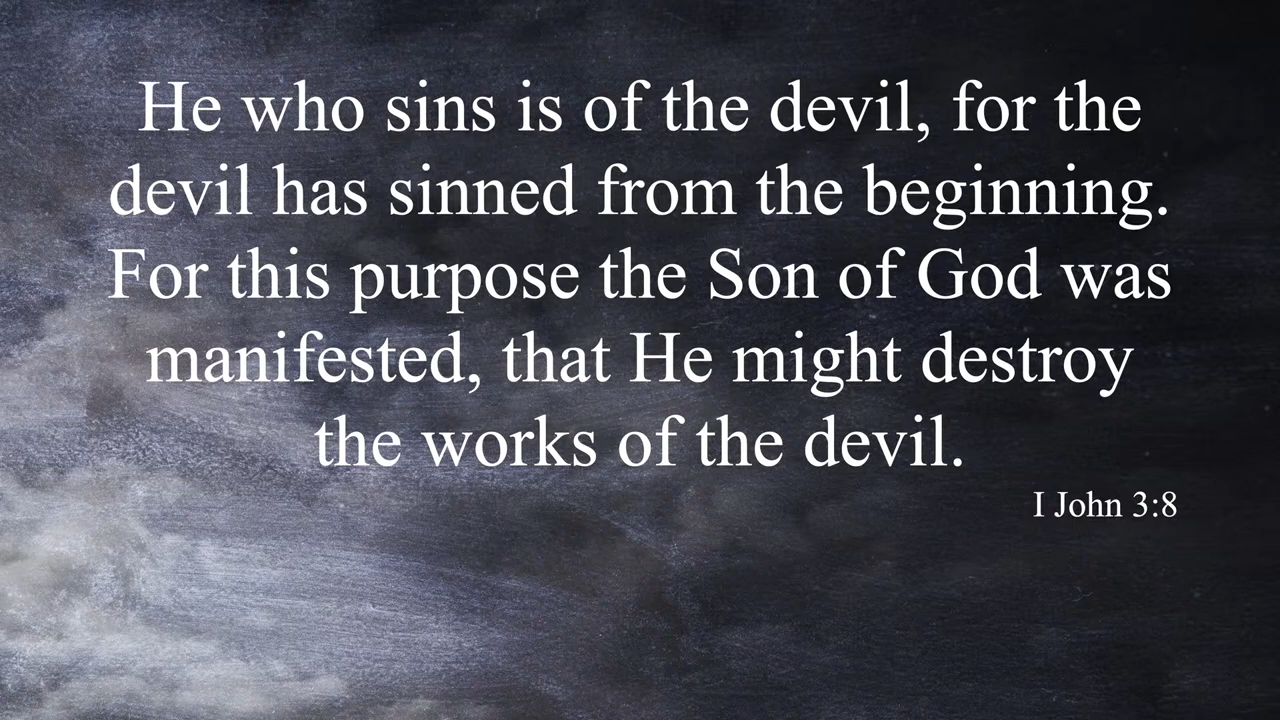 He who sins is of the devil, for the
devil has sinned from the beginning.
For this purpose the Son of God was
manifested, that He might destroy
the works of the devil.
I John 3:8